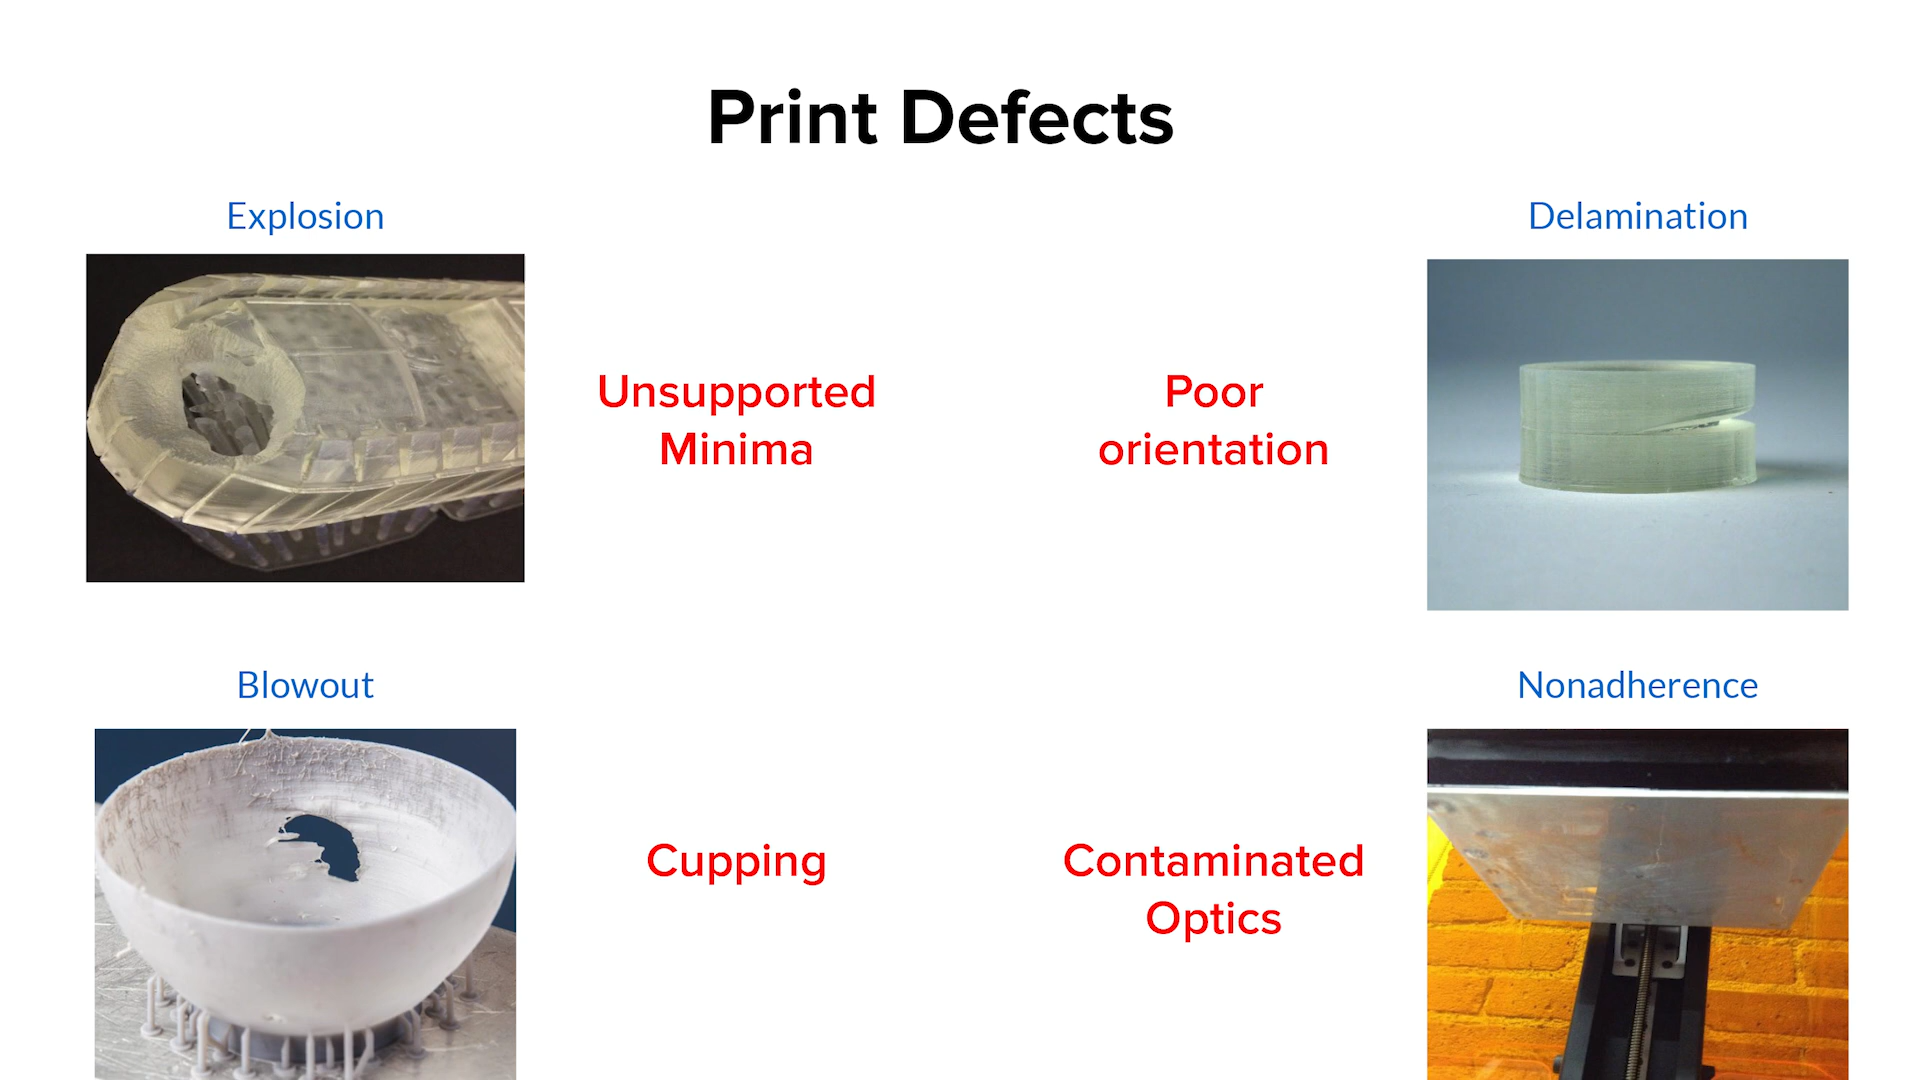 Print Defects
Explosion
Delamination
Unsupported
Minima
Poor
orientation
Blowout
Nonadherence
Cupping
Contaminated
Optics